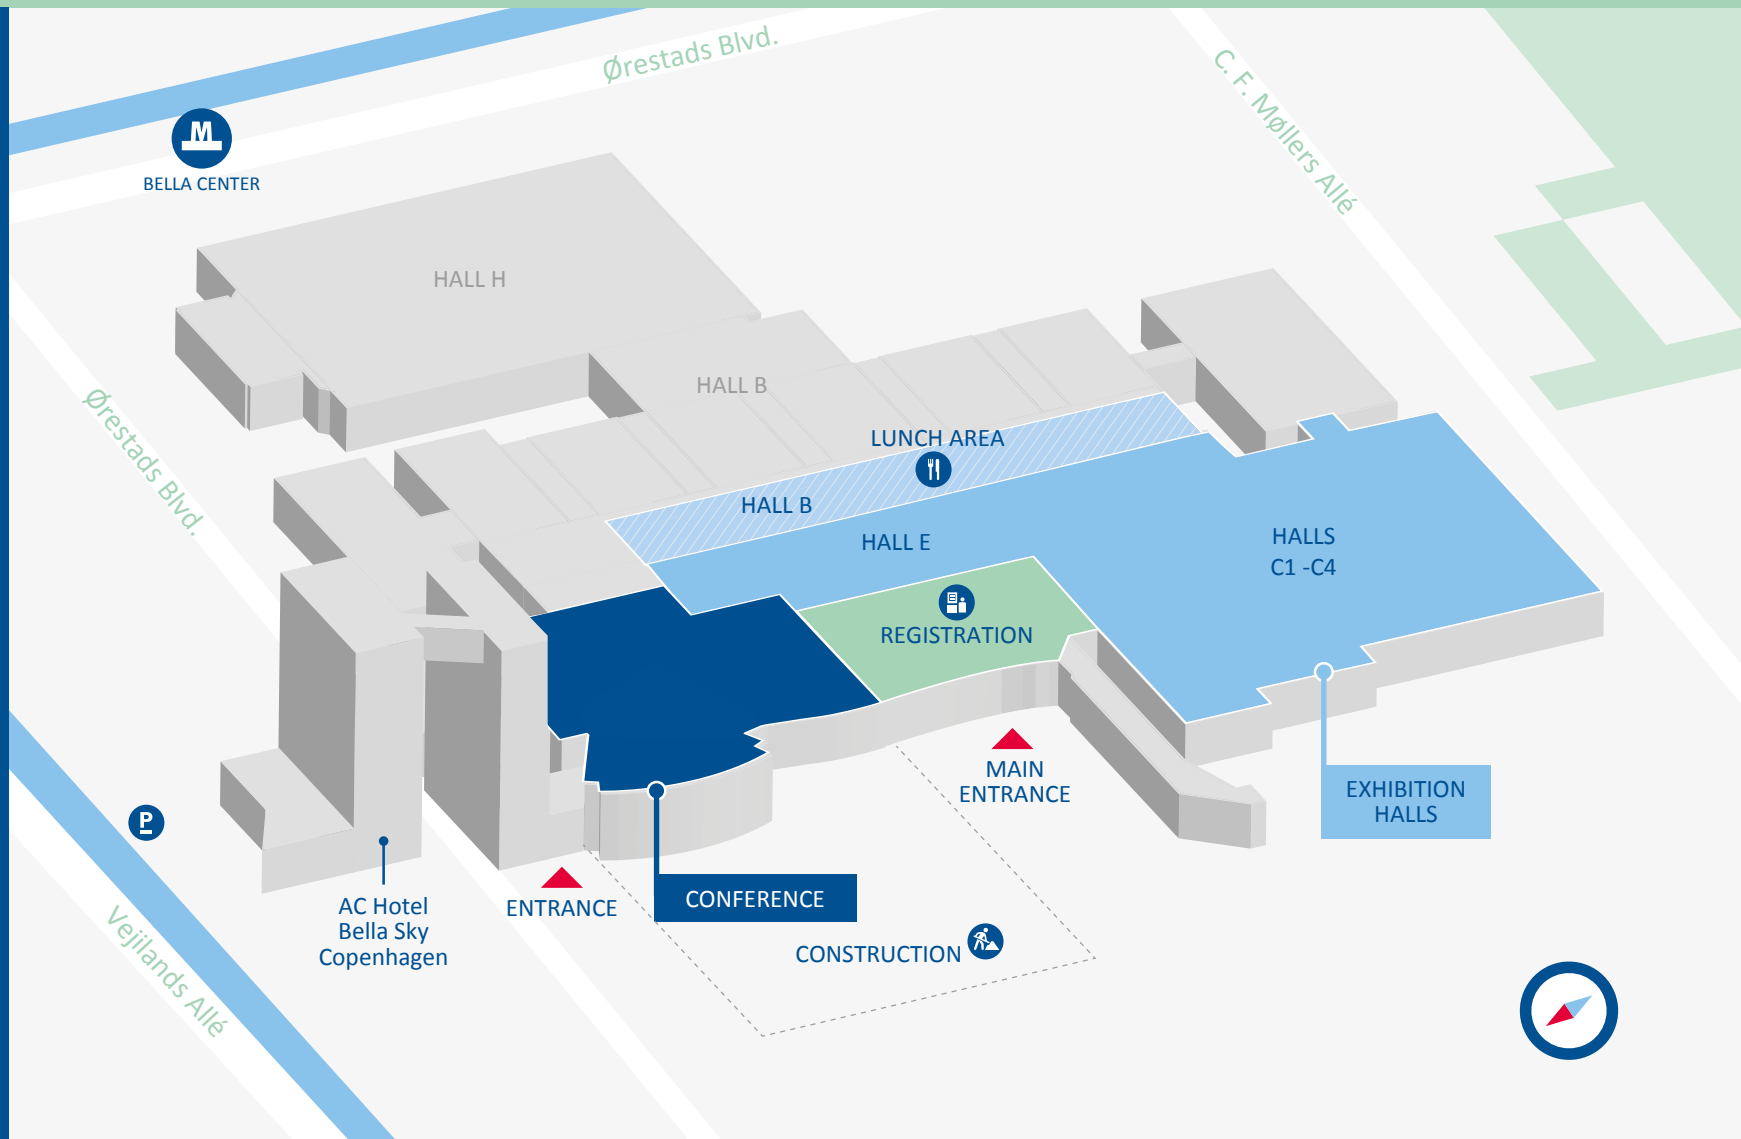 Ørestads Blvd.
C. F. Møllers Allé
M
BELLA CENTER
HALL H
HALL B
Ørestads Blvd.
LUNCH AREA
HALL B
HALL E
HALLS
C1 -C4
REGISTRATION
MAIN
ENTRANCE
EXHIBITION
HALLS
P
AC Hotel
Bella Sky
Copenhagen
ENTRANCE
CONFERENCE
CONSTRUCTION
Vejilands Allé